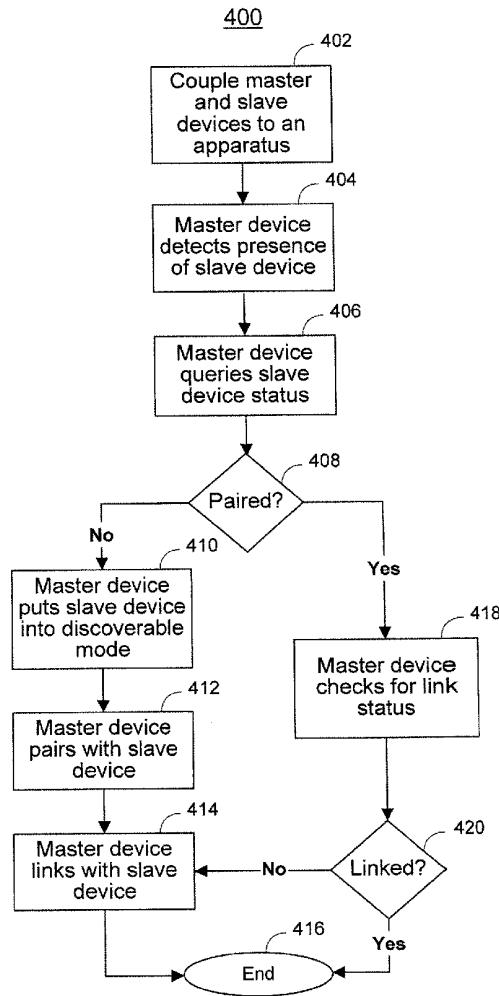 400
402
Couple master
and slave
devices to an
apparatus
404
Master device
detects presence
of slave device
406
Master device
queries slave
device status
408
Paired?
No
Yes
410
Master device
puts slave device
into discoverable
mode
418
Master device
checks for link
status
412
Master device
pairs with slave
device
414
Master device
links with slave
device
420
Linked?
No
Yes
416
End